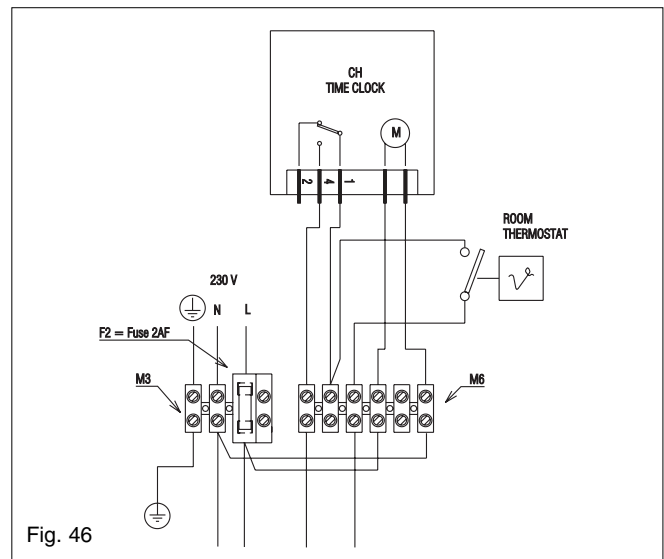 CH
TIME CLOCK
M
2 4 1
ROOM
THERMOSTAT
230 V
N L
F2 = Fuse 2AF
M3
M6
Fig. 46